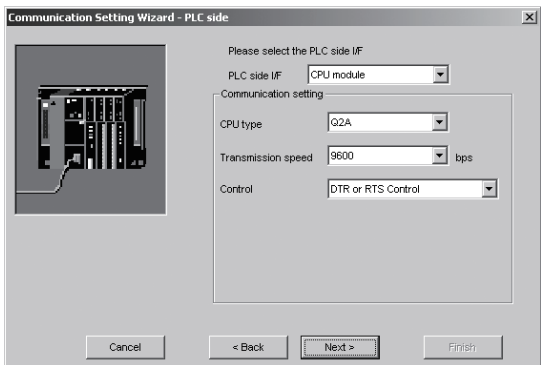 Communication Setting Wizard - PLC side
Please select the PLC side I/F
PLC side I/F CPU module
Communication setting
CPU type Q2A
Transmission speed 9600 bps
Control DTR or RTS Control
Cancel < Back Next > Finish